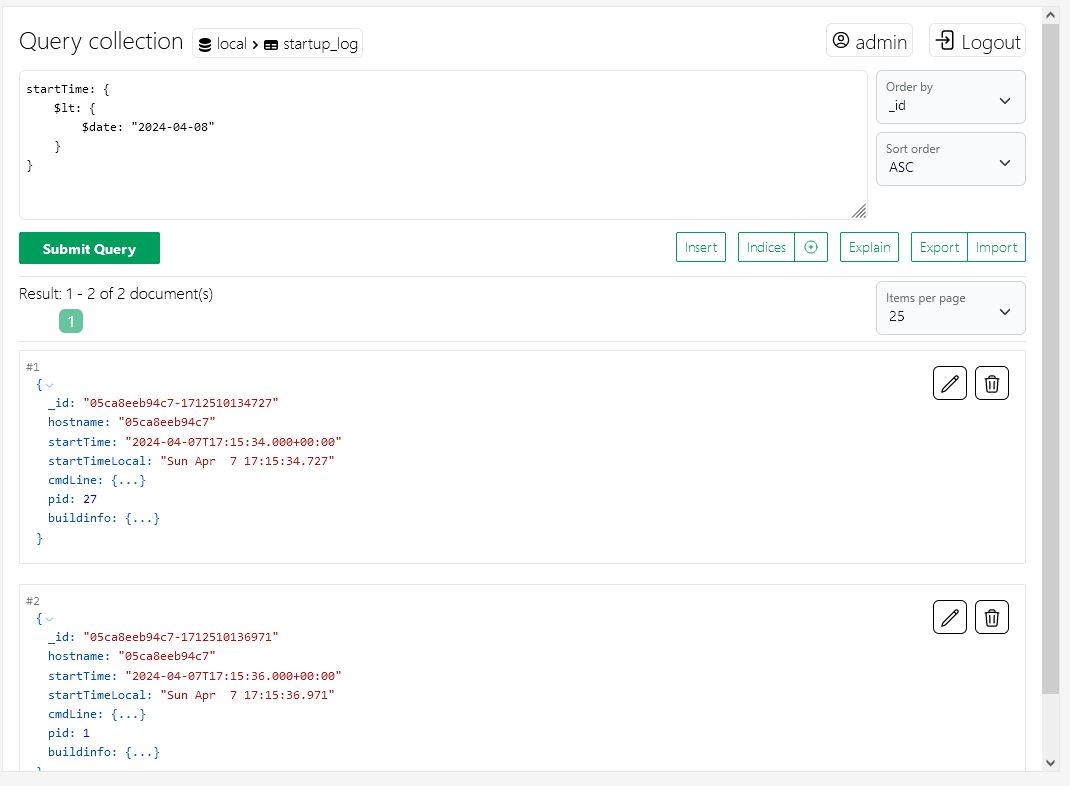 Query collection local > startup_log admin Logout
startTime: {
    $lt: {
        $date: "2024-04-08"
    }
}
Order by
_id
Sort order
ASC
Submit Query Insert Indices Explain Export Import
Result: 1 - 2 of 2 document(s)
1
Items per page
25
#1
{
_id: "05ca8eeb94c7-1712510134727"
hostname: "05ca8eeb94c7"
startTime: "2024-04-07T17:15:34.000+00:00"
startTimeLocal: "Sun Apr  7 17:15:34.727"
cmdLine: {...}
pid: 27
buildinfo: {...}
}
#2
{
_id: "05ca8eeb94c7-1712510136971"
hostname: "05ca8eeb94c7"
startTime: "2024-04-07T17:15:36.000+00:00"
startTimeLocal: "Sun Apr  7 17:15:36.971"
cmdLine: {...}
pid: 1
buildinfo: {...}
}